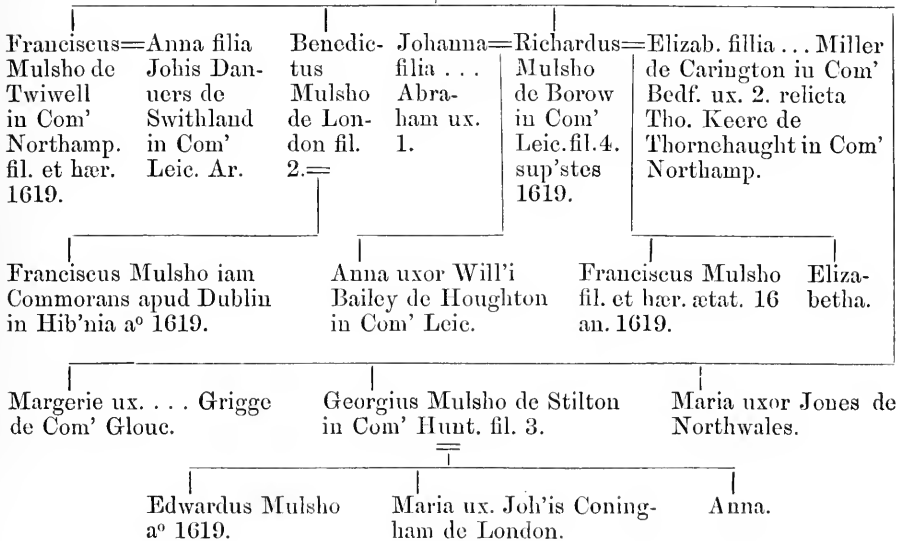 Franciscus=Anna filia
Mulsho de Johis Dan-
Twiwell uers de
in Com' Swithland
Northamp. in Com'
fil. et hær. Leic. Ar.
1619.
Benedic-
tus
Mulsho
de Lon-
don fil.
2.=
Johanna=Richardus=Elizab. fillia ... Miller
filia ... Mulsho de Carington in Com'
Abra- de Borow Bedf. ux. 2. relicta
ham ux. in Com' Tho. Keere de
1. Leic. fil. 4. Thornehaught in Com'
sup'stes Northamp.
1619.
Franciscus Mulsho iam
Commorans apud Dublin
in Hib'nia aº 1619.
Anna uxor Will'i
Bailey de Houghton
in Com' Leic.
Franciscus Mulsho
fil. et hær. ætat. 16
an. 1619.
Eliza-
betha.
Margerie ux. .... Grigge
de Com' Glouc.
Georgius Mulsho de Stilton
in Com' Hunt. fil. 3.
=
Maria uxor Jones de
Northwales.
Edwardus Mulsho
aº 1619.
Maria ux. Joh'is Coning-
ham de London.
Anna.